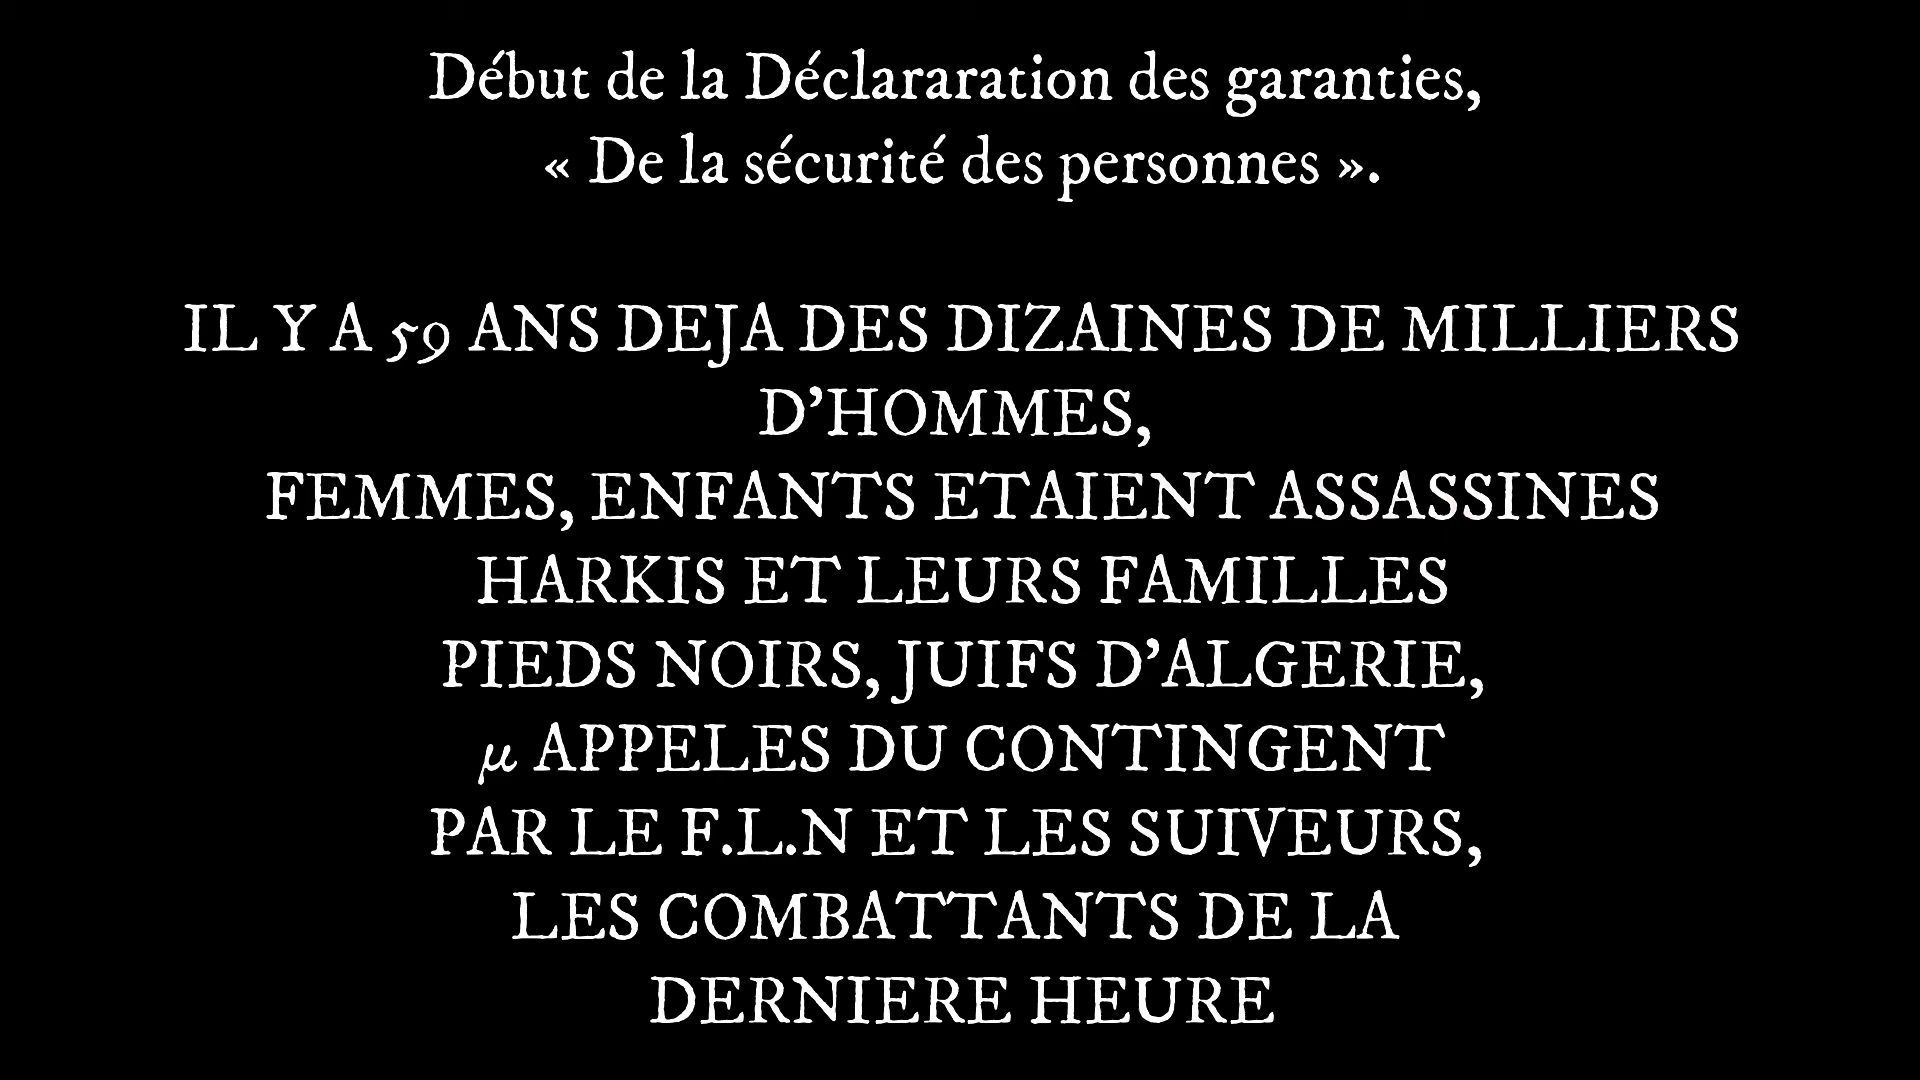 Début de la Déclararation des garanties,
« De la sécurité des personnes ».
IL Y A 59 ANS DEJA DES DIZAINES DE MILLIERS
D’HOMMES,
FEMMES, ENFANTS ETAIENT ASSASSINES
HARKIS ET LEURS FAMILLES
PIEDS NOIRS, JUIFS D’ALGERIE,
µ APPELES DU CONTINGENT
PAR LE F.L.N ET LES SUIVEURS,
LES COMBATTANTS DE LA
DERNIERE HEURE